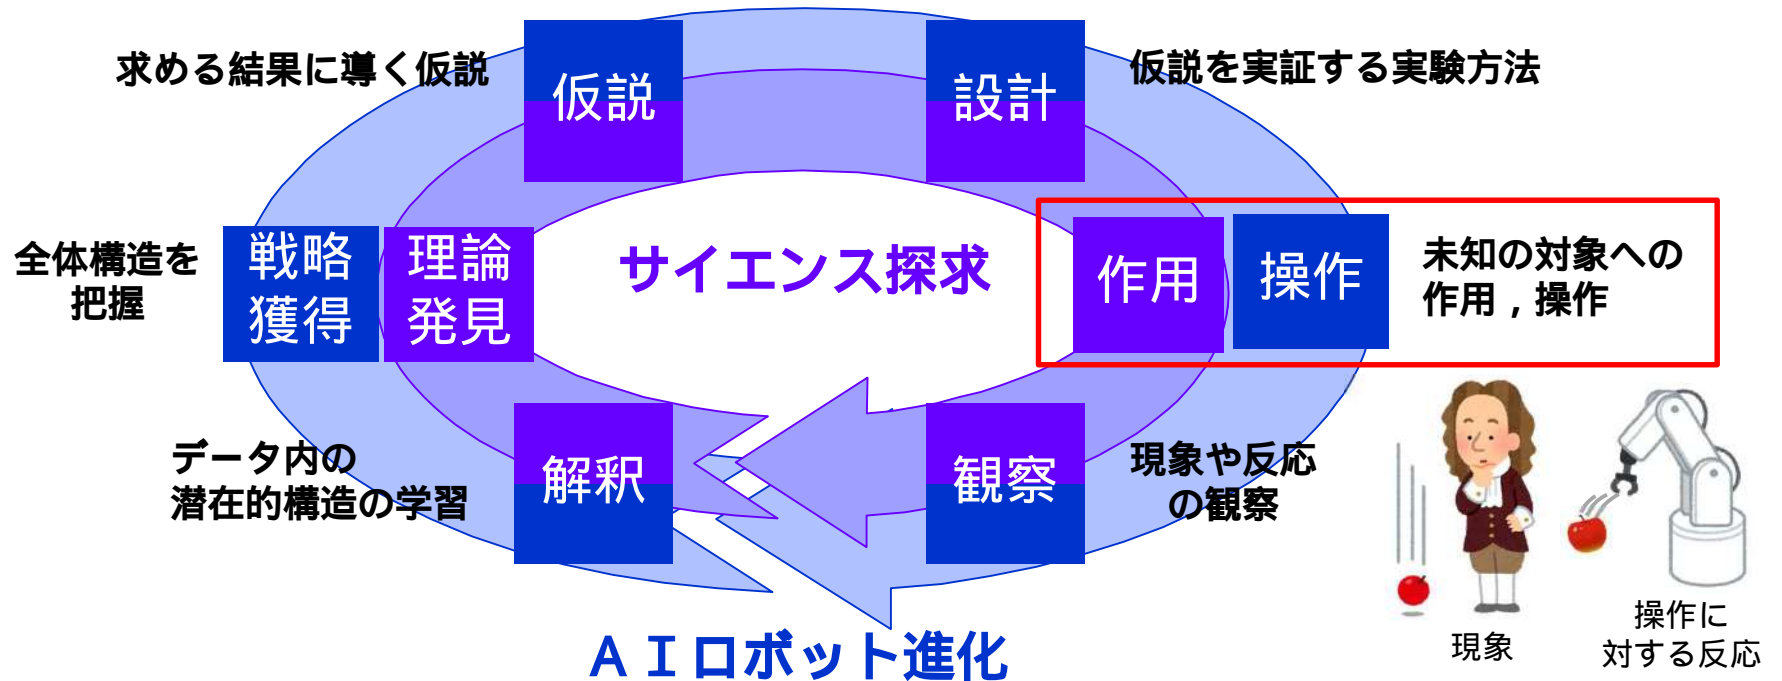 求める結果に導く仮説
仮説
設計
仮説を実証する実験方法
全体構造を
把握
戦略
獲得
理論
発見
サイエンス探求
作用
操作
未知の対象への
作用，操作
データ内の
潜在的構造の学習
解釈
観察
現象や反応
の観察
ＡＩロボット進化
現象
操作に
対する反応